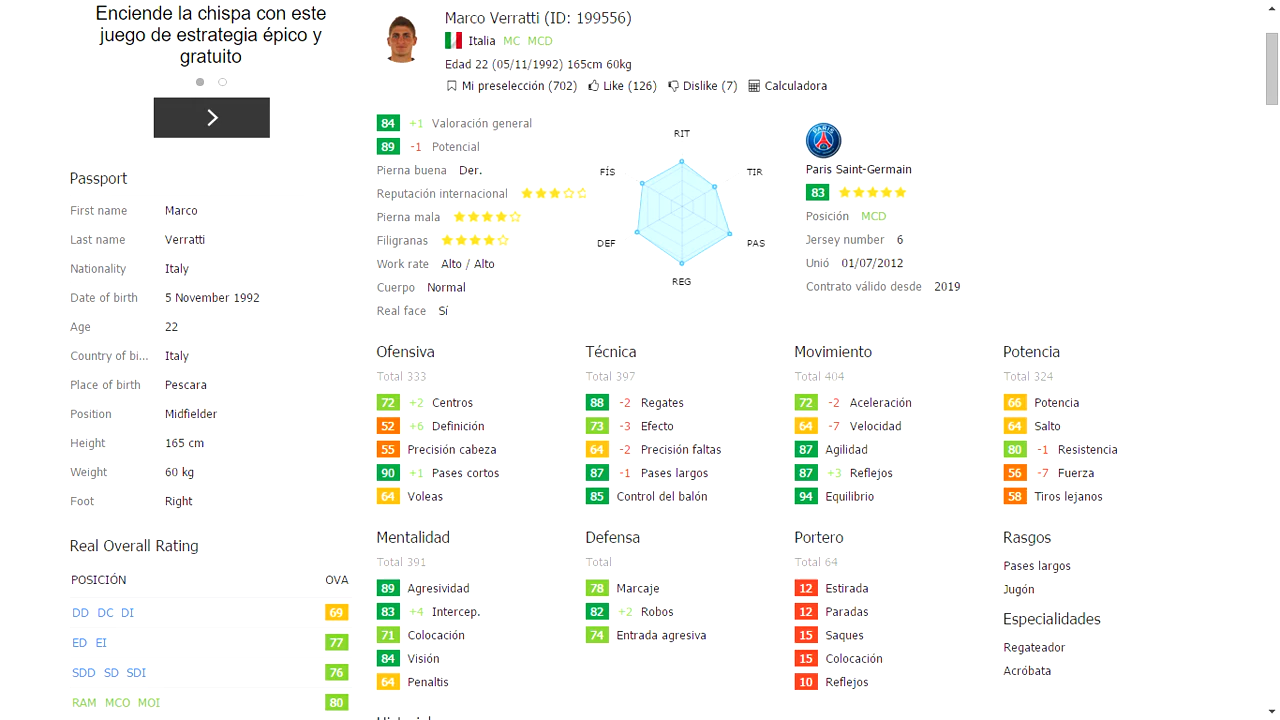 Enciende la chispa con este
juego de estrategia épico y
gratuito
Passport
First name Marco
Last name Verratti
Nationality Italy
Date of birth 5 November 1992
Age 22
Country of bi... Italy
Place of birth Pescara
Position Midfielder
Height 165 cm
Weight 60 kg
Foot Right
Real Overall Rating
POSICIÓN OVA
DD DC DI 69
ED EI 77
SDD SD SDI 76
RAM MCO MOI 80
Marco Verratti (ID: 199556)
Italia MC MCD
Edad 22 (05/11/1992) 165cm 60kg
Mi preselección (702) Like (126) Dislike (7) Calculadora
84 +1 Valoración general
89 -1 Potencial
Pierna buena Der.
Reputación internacional
Pierna mala
Filigranas
Work rate Alto / Alto
Cuerpo Normal
Real face Sí
RIT
FÍS TIR
DEF PAS
REG
PARIS
Paris Saint-Germain
83
Posición MCD
Jersey number 6
Unió 01/07/2012
Contrato válido desde 2019
Ofensiva
Total 333
72 +2 Centros
52 +6 Definición
55 Precisión cabeza
90 +1 Pases cortos
64 Voleas
Técnica
Total 397
88 -2 Regates
73 -3 Efecto
64 -2 Precisión faltas
87 -1 Pases largos
85 Control del balón
Movimiento
Total 404
72 -2 Aceleración
64 -7 Velocidad
87 Agilidad
87 +3 Reflejos
94 Equilibrio
Potencia
Total 324
66 Potencia
64 Salto
80 -1 Resistencia
56 -7 Fuerza
58 Tiros lejanos
Mentalidad
Total 391
89 Agresividad
83 +4 Intercep.
71 Colocación
84 Visión
64 Penaltis
Defensa
Total
78 Marcaje
82 +2 Robos
74 Entrada agresiva
Portero
Total 64
12 Estirada
12 Paradas
15 Saques
15 Colocación
10 Reflejos
Rasgos
Pases largos
Jugón
Especialidades
Regateador
Acróbata